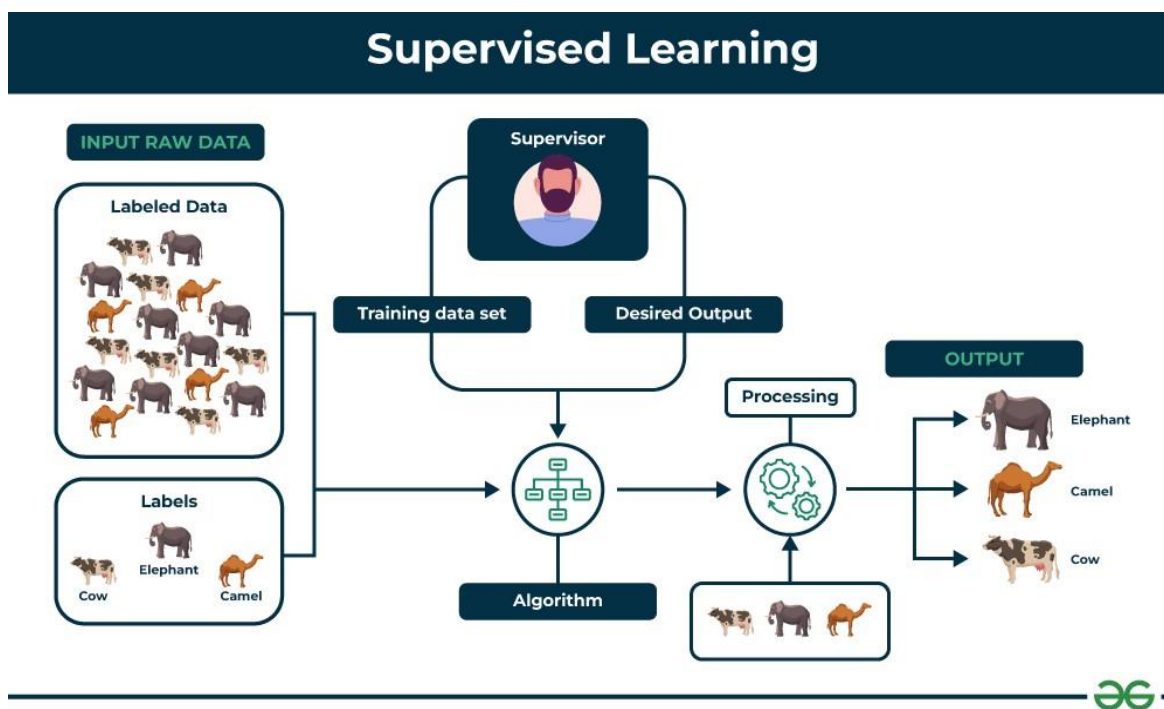 Supervised Learning
INPUT RAW DATA
Labeled Data
Labels
Elephant
Cow
Camel
Supervisor
Training data set
Desired Output
Algorithm
Processing
OUTPUT
Elephant
Camel
Cow